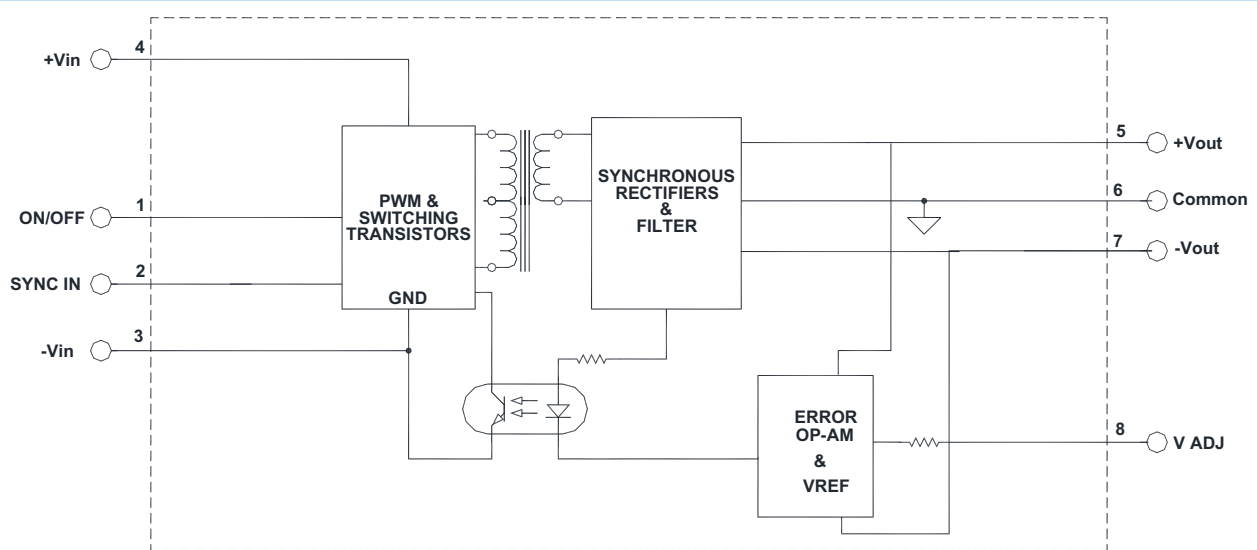 +Vin
4
ON/OFF
1
SYNC IN
2
-Vin
3
PWM &
SWITCHING
TRANSISTORS
GND
SYNCHRONOUS
RECTIFIERS
&
FILTER
5
+Vout
6
Common
7
-Vout
ERROR
OP-AM
&
VREF
8
V ADJ